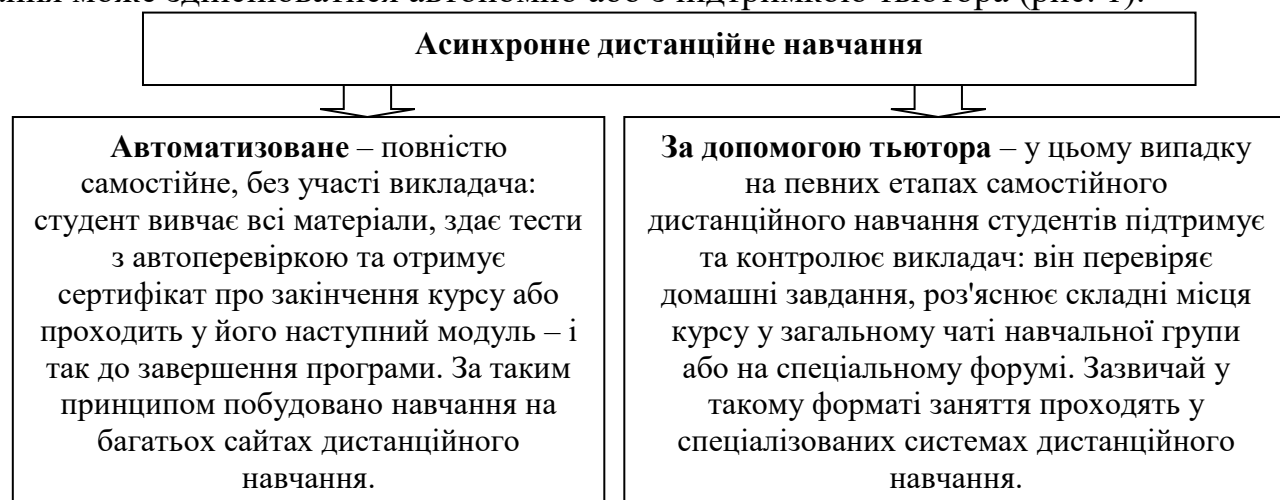 ння може здійснюватися автономно або з підтримкою тьютора (рис. 1).
Асинхронне дистанційне навчання
Автоматизоване – повністю
самостійне, без участі викладача:
студент вивчає всі матеріали, здає тести
з автоперевіркою та отримує
сертифікат про закінчення курсу або
проходить у його наступний модуль – і
так до завершення програми. За таким
принципом побудовано навчання на
багатьох сайтах дистанційного
навчання.
За допомогою тьютора – у цьому випадку
на певних етапах самостійного
дистанційного навчання студентів підтримує
та контролює викладач: він перевіряє
домашні завдання, роз'яснює складні місця
курсу у загальному чаті навчальної групи
або на спеціальному форумі. Зазвичай у
такому форматі заняття проходять у
спеціалізованих системах дистанційного
навчання.